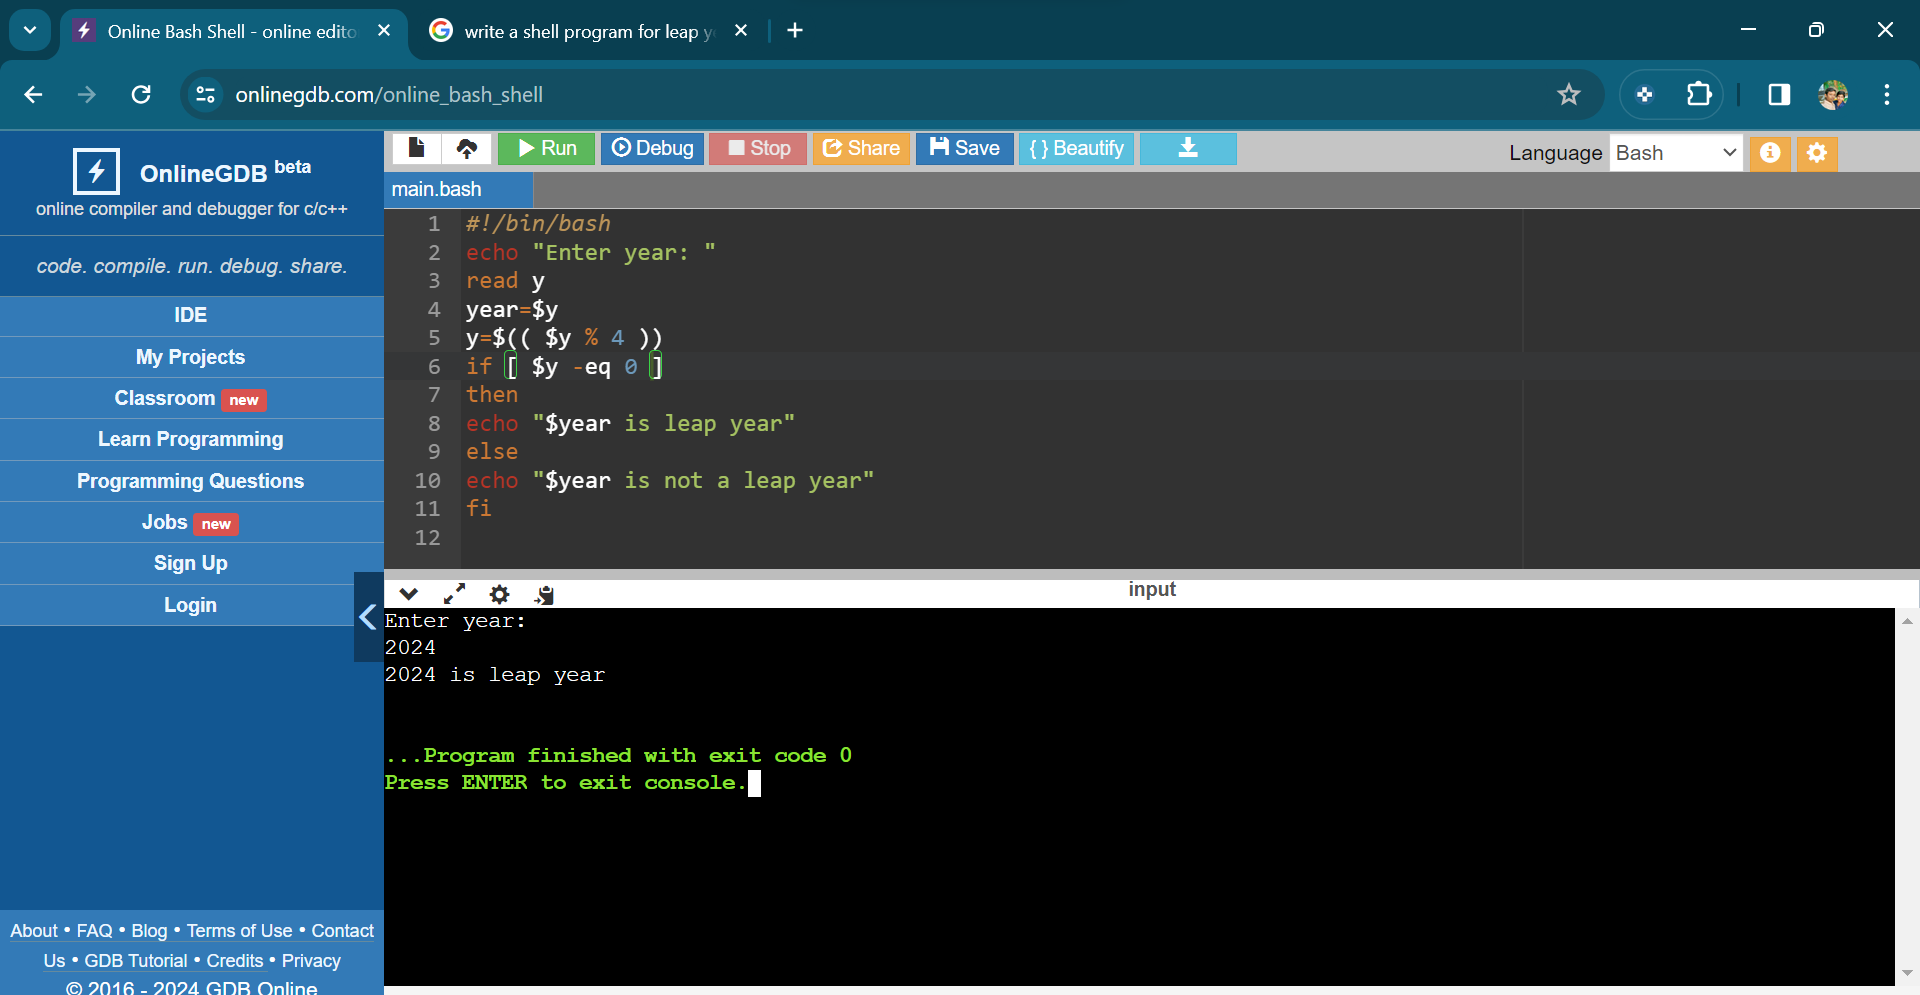 Online Bash Shell - online edito
write a shell program for leap y
onlinegdb.com/online_bash_shell
OnlineGDB beta
online compiler and debugger for c/c++
code. compile. run. debug. share.
IDE
My Projects
Classroom new
Learn Programming
Programming Questions
Jobs new
Sign Up
Login
About • FAQ • Blog • Terms of Use • Contact
Us • GDB Tutorial • Credits • Privacy
© 2016 - 2024 GDB Online
Run Debug Stop Share Save { } Beautify
Language Bash
main.bash
1 #!/bin/bash
2 echo "Enter year: "
3 read y
4 year=$y
5 y=$(( $y % 4 ))
6 if [ $y -eq 0 ]
7 then
8 echo "$year is leap year"
9 else
10 echo "$year is not a leap year"
11 fi
12
input
Enter year:
2024
2024 is leap year
...Program finished with exit code 0
Press ENTER to exit console.